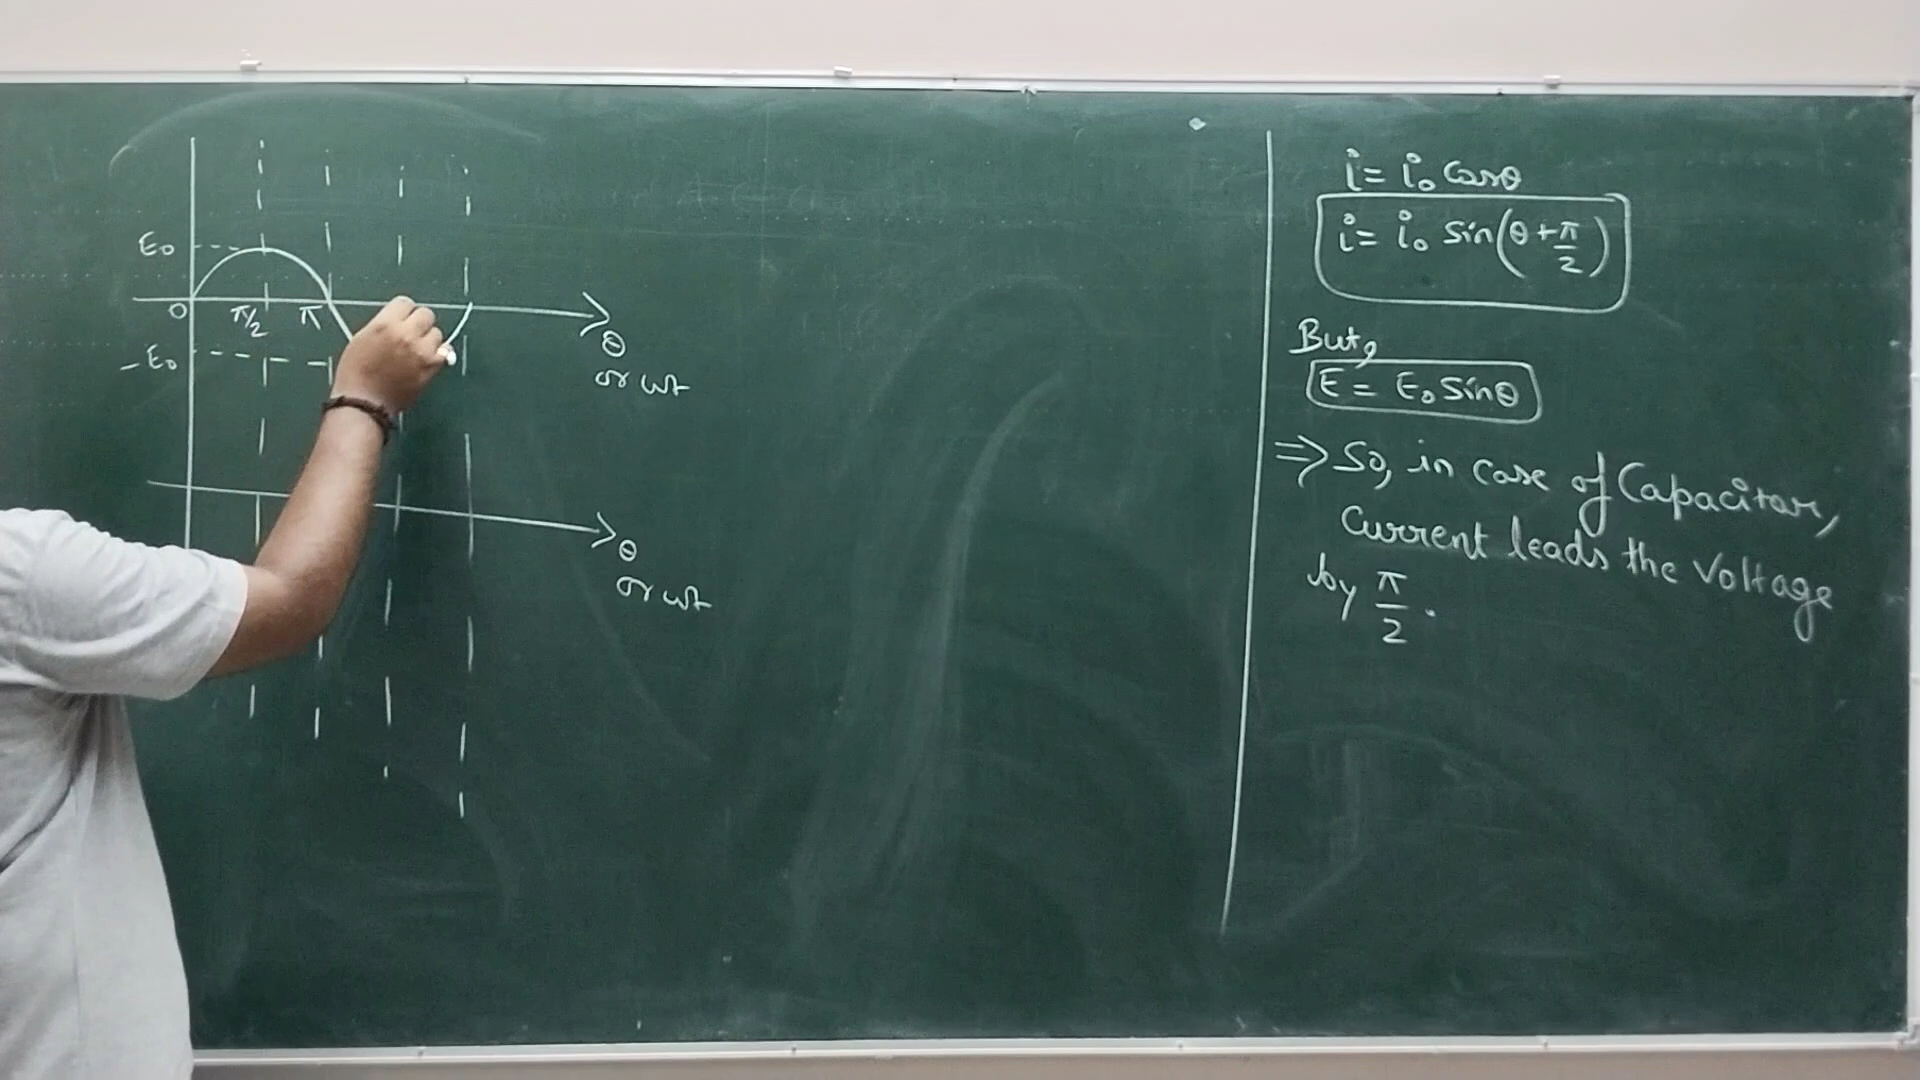 E₀
0
π/2
π
-E₀
θ
or ωt
θ
or ωt
i = i₀ cosθ
i = i₀ sin(θ + π/2)
But,
E = E₀ sinθ
⇒ So, in case of Capacitor,
Current leads the Voltage
by π/2.